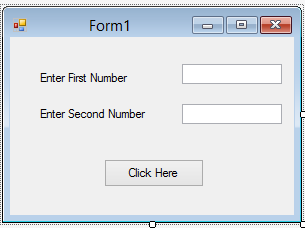 Form1
Enter First Number
Enter Second Number
Click Here